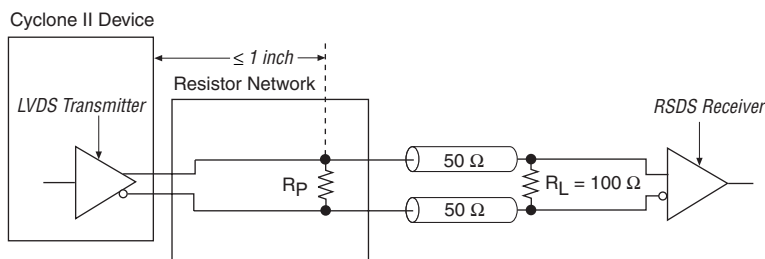 Cyclone II Device
≤ 1 inch
Resistor Network
LVDS Transmitter
RSDS Receiver
50 Ω
RP
RL = 100 Ω
50 Ω